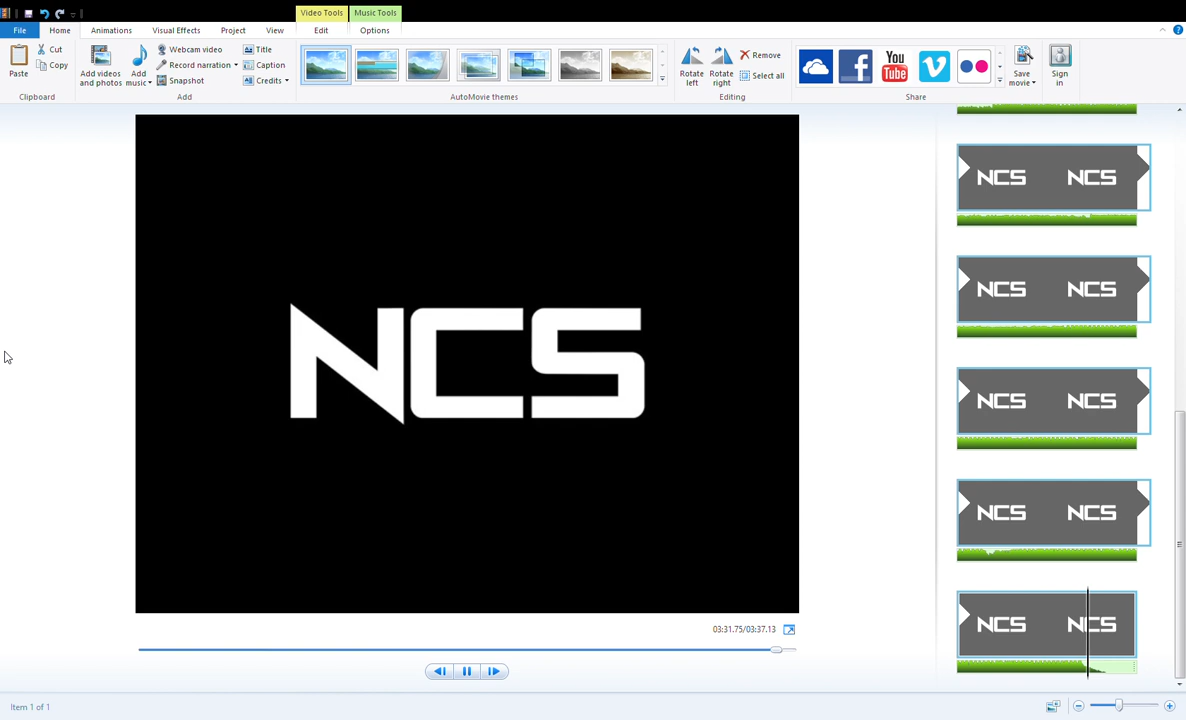 Video Tools Music Tools
File Home Animations Visual Effects Project View Edit Options
Paste
Cut
Copy
Clipboard
Add videos and photos
Add music
Webcam video
Record narration
Snapshot
Title
Caption
Credits
Add
AutoMovie themes
Rotate left
Rotate right
Remove
Select all
Editing
You Tube
Share
Save movie
Sign in
NCS
NCS NCS
NCS NCS
NCS NCS
NCS NCS
NCS NCS
03:31.75/03:37.13
Item 1 of 1